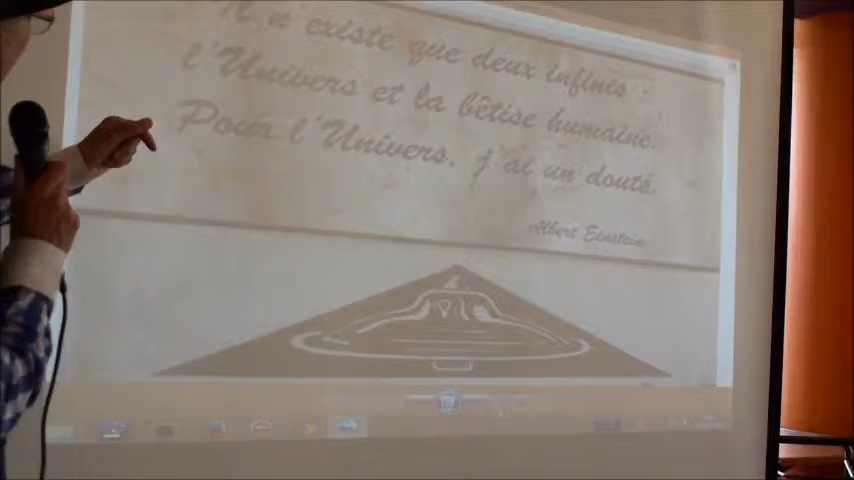 Il n'existe que deux infinis :
l'Univers et la bêtise humaine.
Pour l'Univers, j'ai un doute.
Albert Einstein